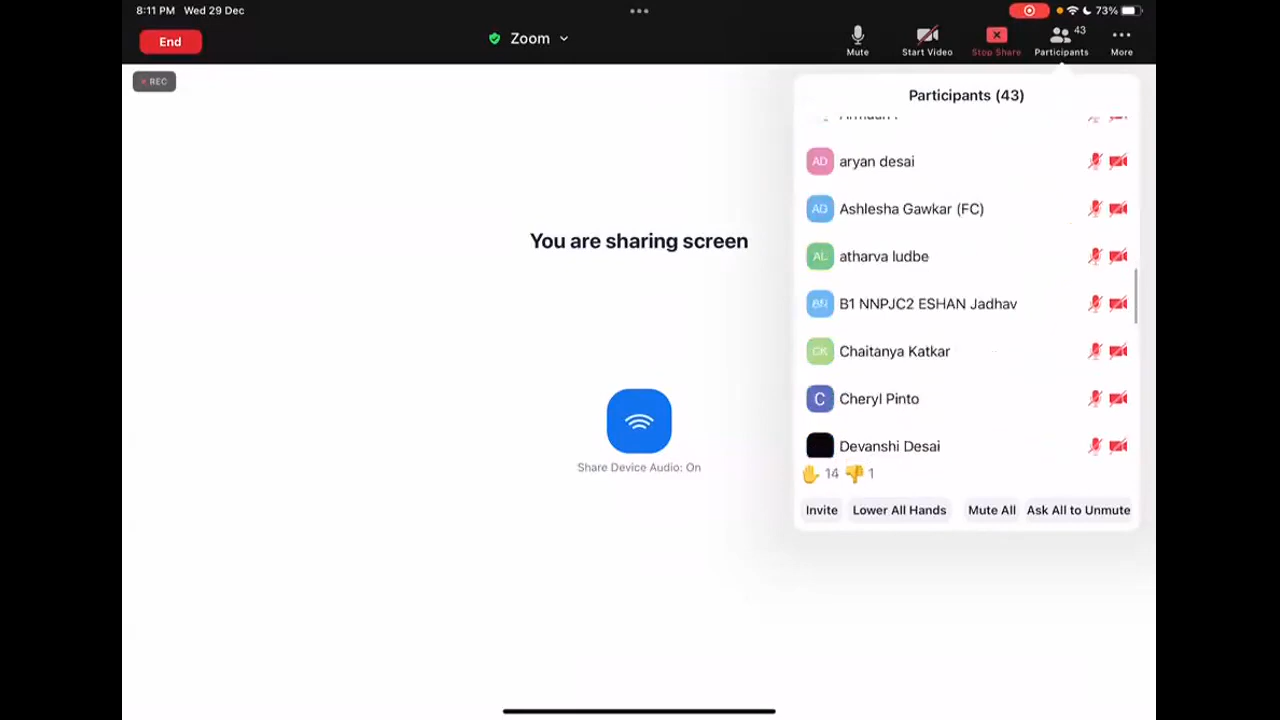 8:11 PM Wed 29 Dec
73%
End
Zoom
Mute
Start Video
Stop Share
43
Participants
More
REC
Participants (43)
AD aryan desai
AG Ashlesha Gawkar (FC)
AL atharva ludbe
BN B1 NNPJC2 ESHAN Jadhav
CK Chaitanya Katkar
C Cheryl Pinto
Devanshi Desai
14 1
Invite
Lower All Hands
Mute All
Ask All to Unmute
You are sharing screen
Share Device Audio: On